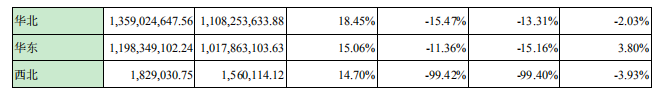 华北 1,359,024,647.56 1,108,253,633.88 18.45% -15.47% -13.31% -2.03%
华东 1,198,349,102.24 1,017,863,103.63 15.06% -11.36% -15.16% 3.80%
西北 1,829,030.75 1,560,114.12 14.70% -99.42% -99.40% -3.93%